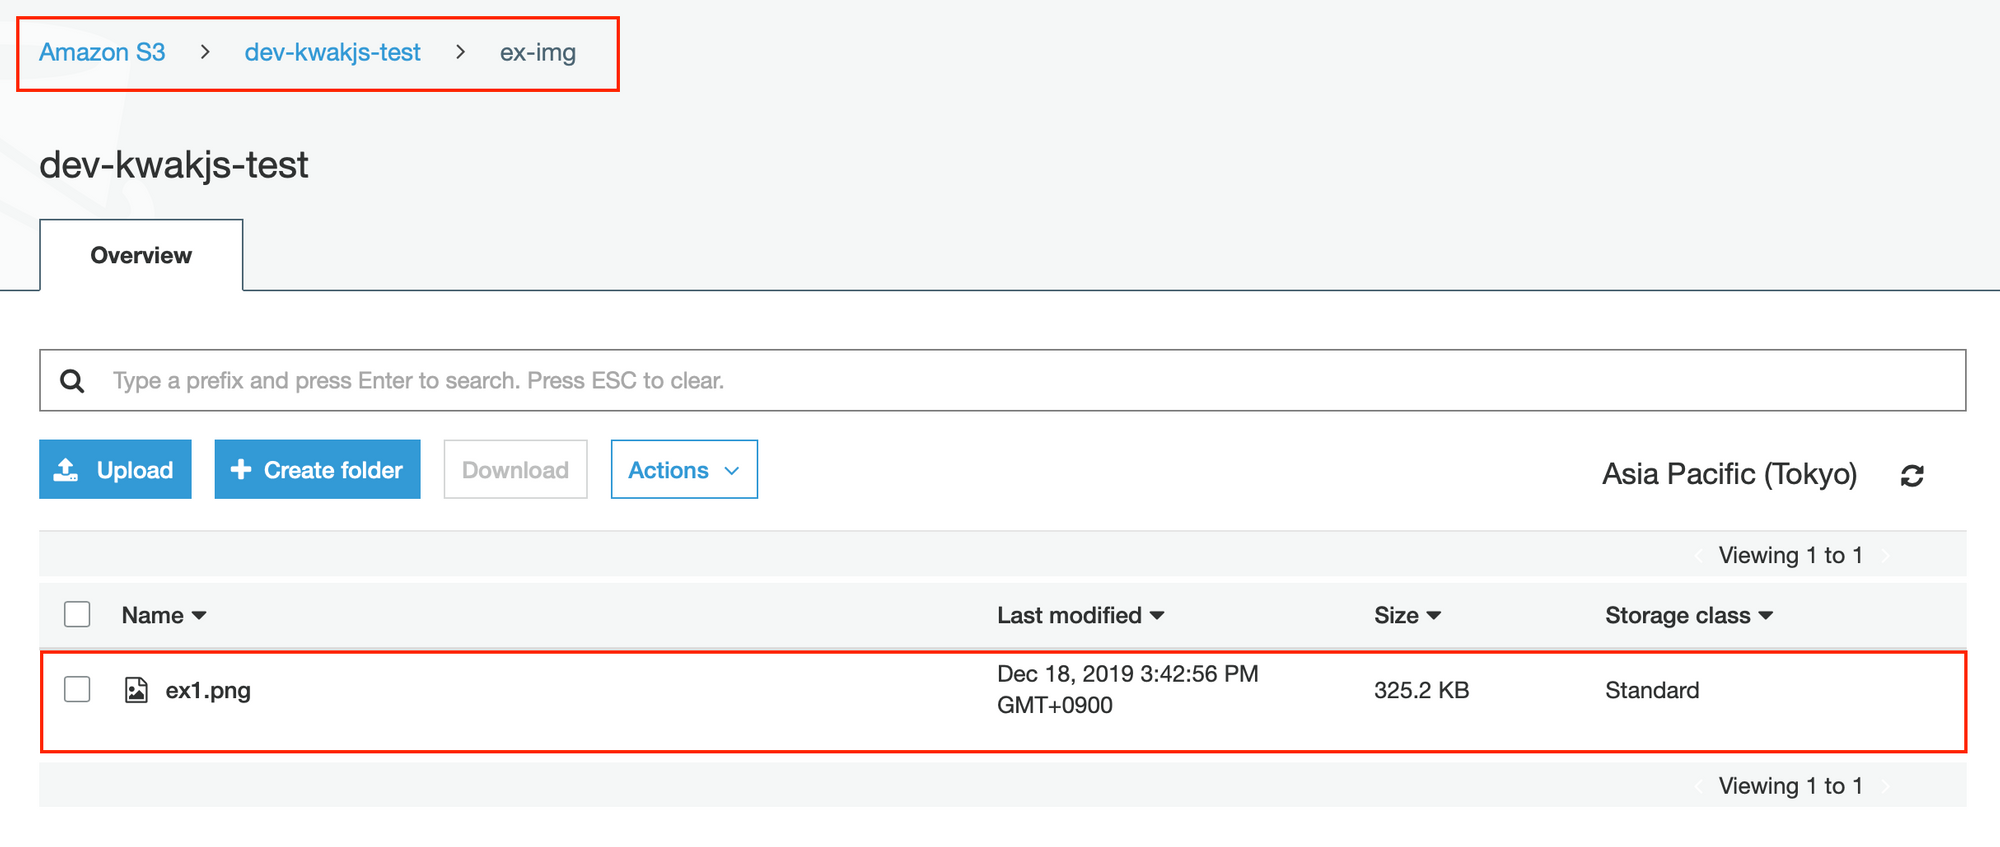 Amazon S3 > dev-kwakjs-test > ex-img
dev-kwakjs-test
Overview
Type a prefix and press Enter to search. Press ESC to clear.
Upload Create folder Download Actions Asia Pacific (Tokyo)
Viewing 1 to 1
Name Last modified Size Storage class
ex1.png Dec 18, 2019 3:42:56 PM 325.2 KB Standard
GMT+0900
Viewing 1 to 1